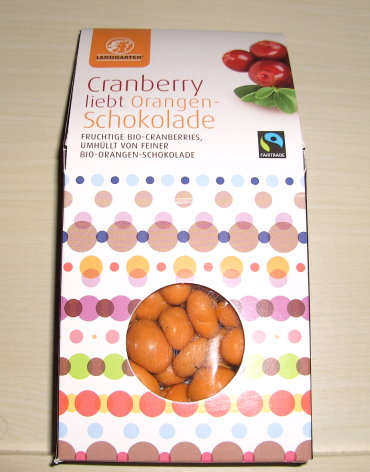 LANDGARTEN
Cranberry
liebt Orangen-
Schokolade
FRUCHTIGE BIO-CRANBERRIES,
UMHÜLLT VON FEINER
BIO-ORANGEN-SCHOKOLADE
FAIRTRADE